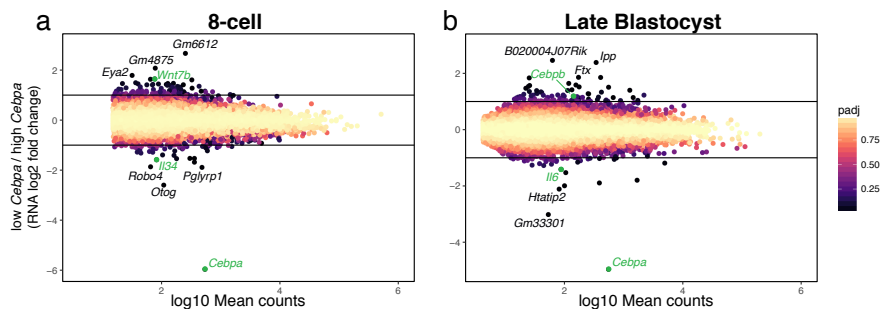 a
8-cell
low Cebpa / high Cebpa
(RNA log2 fold change)
2
0
−2
−4
−6
Gm6612
Gm4875
Wnt7b
Eya2
Il34
Robo4
Pglyrp1
Otog
Cebpa
2
4
6
log10 Mean counts
b
Late Blastocyst
2
0
−2
−4
B020004J07Rik
Ipp
Cebpb
Ftx
Il6
Htatip2
Gm33301
Cebpa
2
4
6
log10 Mean counts
padj
0.75
0.50
0.25